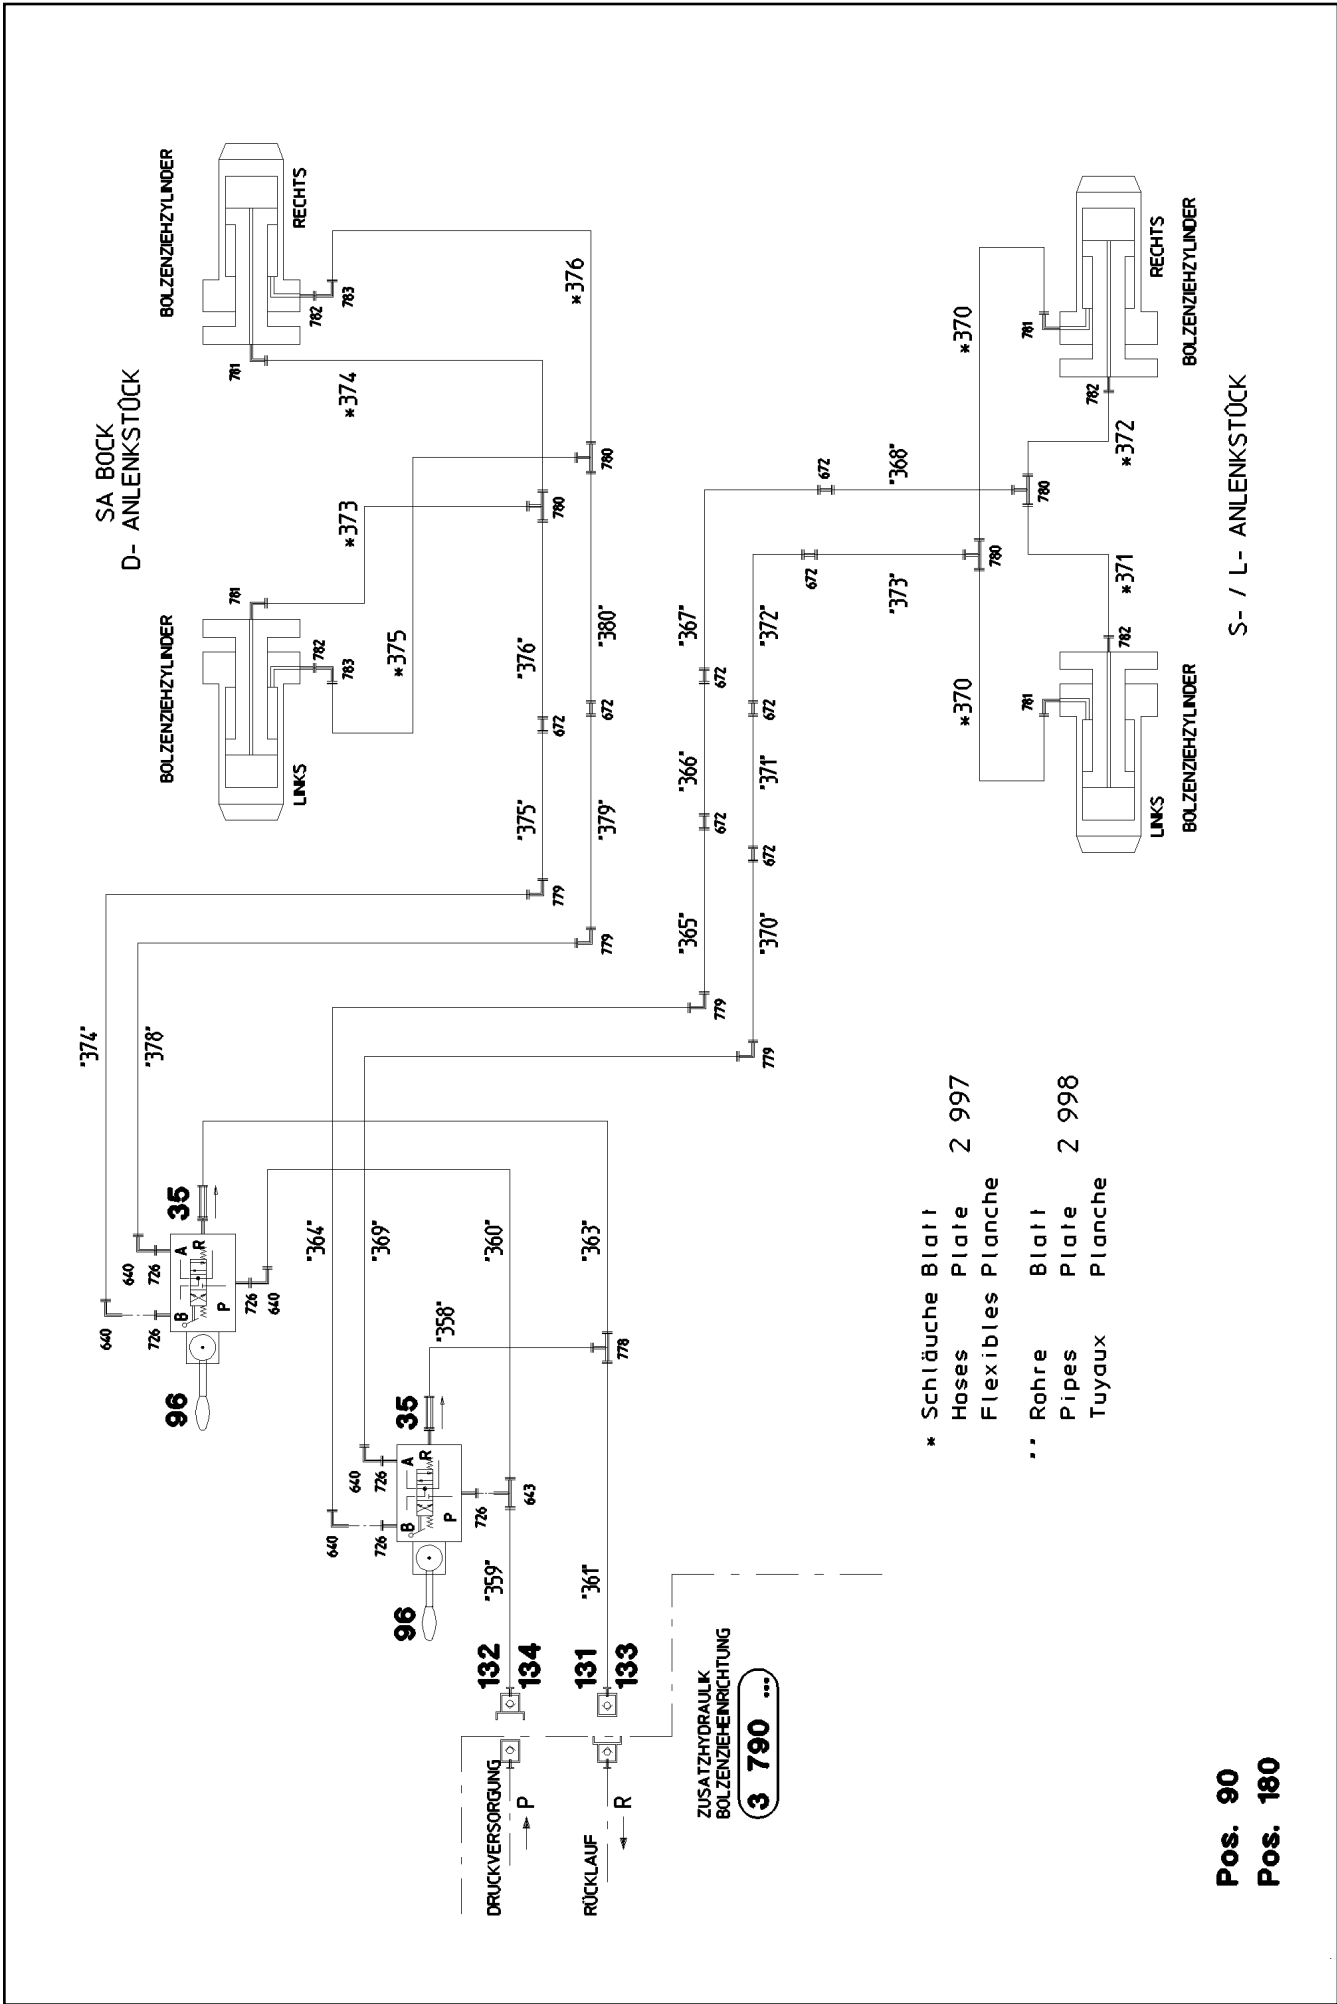 SA BOCK
D- ANLENKSTÜCK
BOLZENZIEHZYLINDER
BOLZENZIEHZYLINDER
LINKS
RECHTS
781
782
783
781
782
783
*375
*373
*374
*376
"374"
"378"
779
779
"375"
672
"376"
780
"379"
672
"380"
780
96
640
726
640
726
B
A
R
P
35
726
640
96
640
726
640
726
B
A
R
P
35
726
643
"364"
"369"
"358"
"360"
"363"
778
"359"
"361"
132
134
131
133
DRUCKVERSORGUNG
P
RÜCKLAUF
R
ZUSATZHYDRAULIK
BOLZENZIEHEINRICHTUNG
3 790 ...
779
779
"365"
672
"366"
672
"367"
"370"
672
"371"
672
"372"
672
672
"368"
"373"
780
780
*370
*370
*371
*372
781
782
781
782
LINKS
RECHTS
BOLZENZIEHZYLINDER
BOLZENZIEHZYLINDER
S- / L- ANLENKSTÜCK
* Schläuche Blatt
Hoses Plate 2 997
Flexibles Planche
'' Rohre Blatt
Pipes Plate 2 998
Tuyaux Planche
Pos. 90
Pos. 180